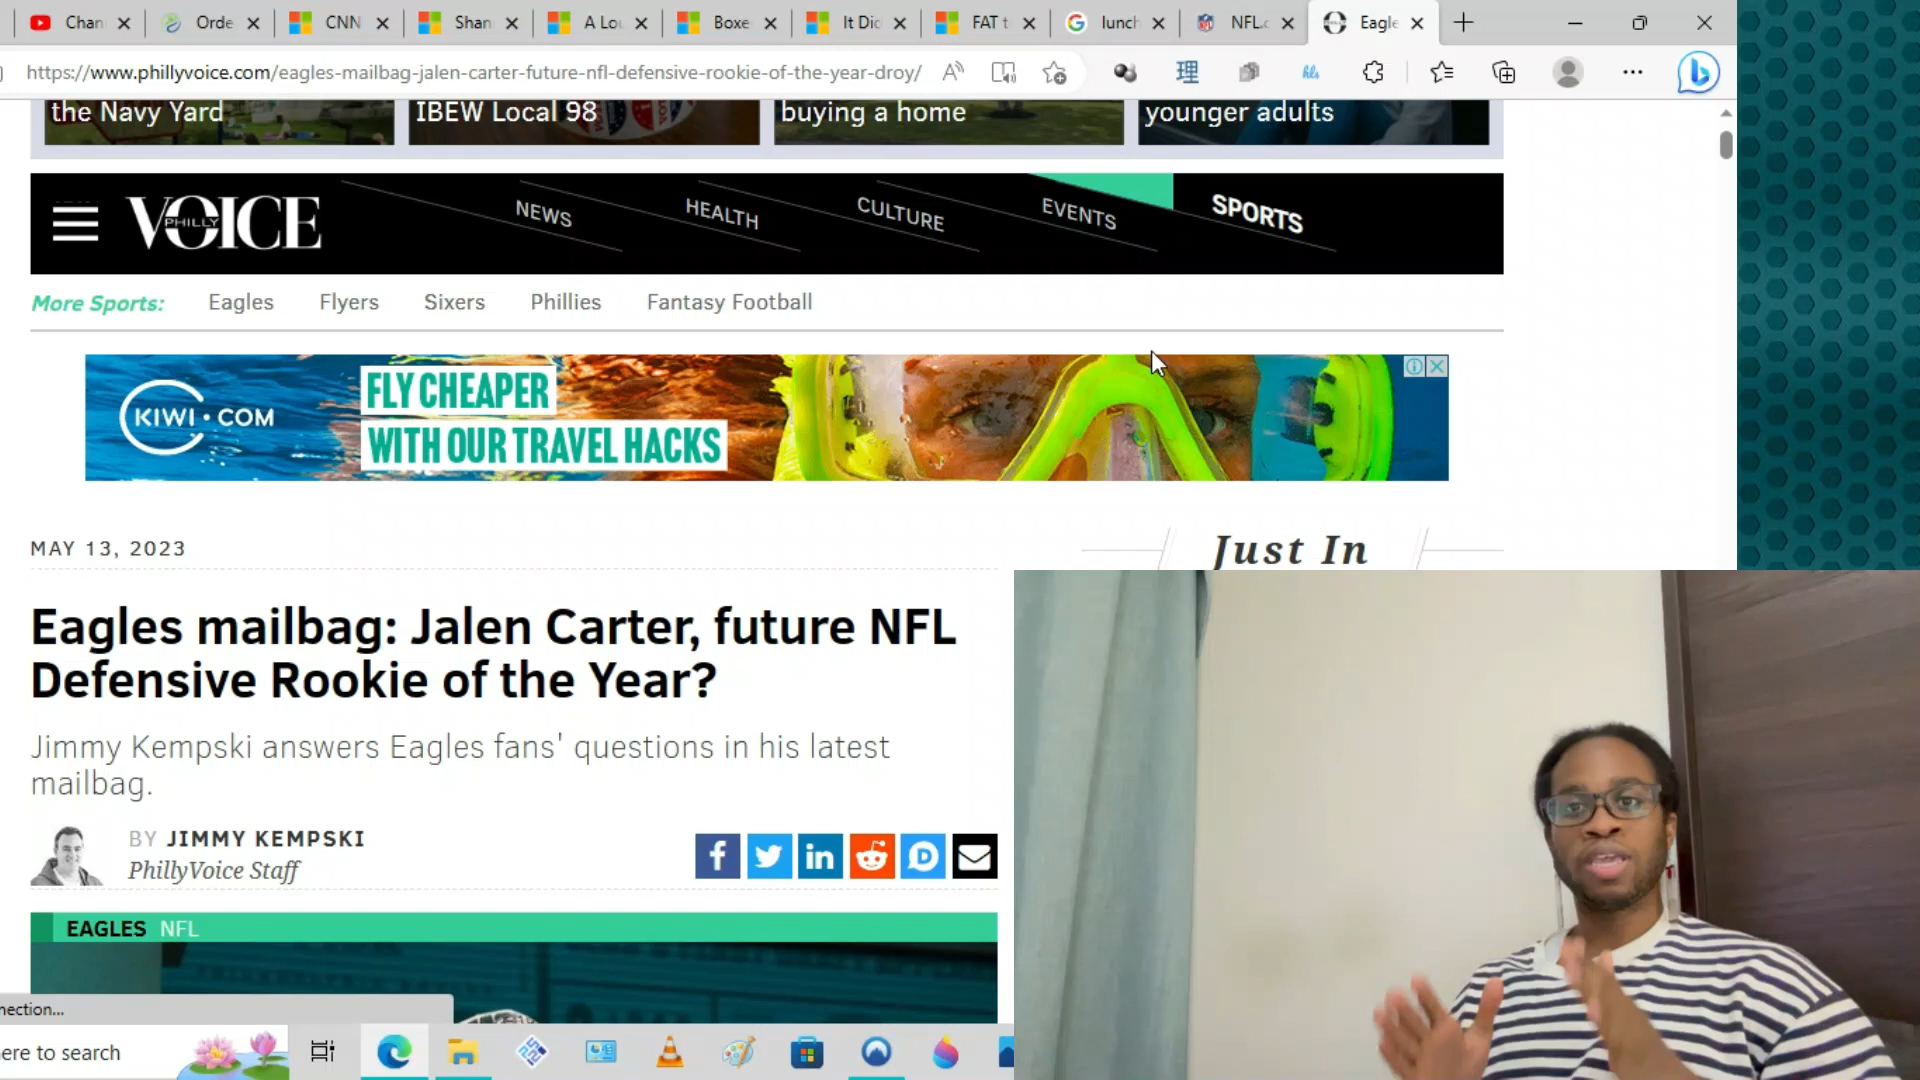 Chan
Orde
CNN
Shan
A Lou
Boxe
It Dic
FAT t
lunch
NFL.c
Eagle
https://www.phillyvoice.com/eagles-mailbag-jalen-carter-future-nfl-defensive-rookie-of-the-year-droy/
the Navy Yard
IBEW Local 98
buying a home
younger adults
VOICE
PHILLY
NEWS
HEALTH
CULTURE
EVENTS
SPORTS
More Sports:
Eagles
Flyers
Sixers
Phillies
Fantasy Football
KIWI.COM
FLY CHEAPER
WITH OUR TRAVEL HACKS
MAY 13, 2023
Just In
Eagles mailbag: Jalen Carter, future NFL
Defensive Rookie of the Year?
Jimmy Kempski answers Eagles fans' questions in his latest
mailbag.
BY JIMMY KEMPSKI
PhillyVoice Staff
EAGLES NFL
nection...
ere to search